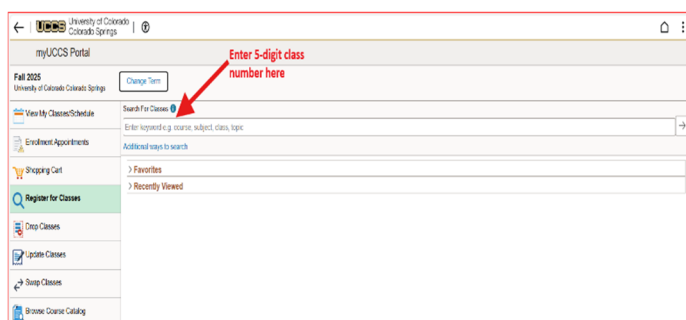 UCCS University of Colorado
Colorado Springs
myUCCS Portal
Enter 5-digit class
number here
Fall 2025
University of Colorado Colorado Springs
Change Term
View My Classes/Schedule
Search For Classes
Enter keyword e.g. course, subject, class, topic
Enrollment Appointments
Additional ways to search
Shopping Cart
> Favorites
> Recently Viewed
Register for Classes
Drop Classes
Update Classes
Swap Classes
Browse Course Catalog